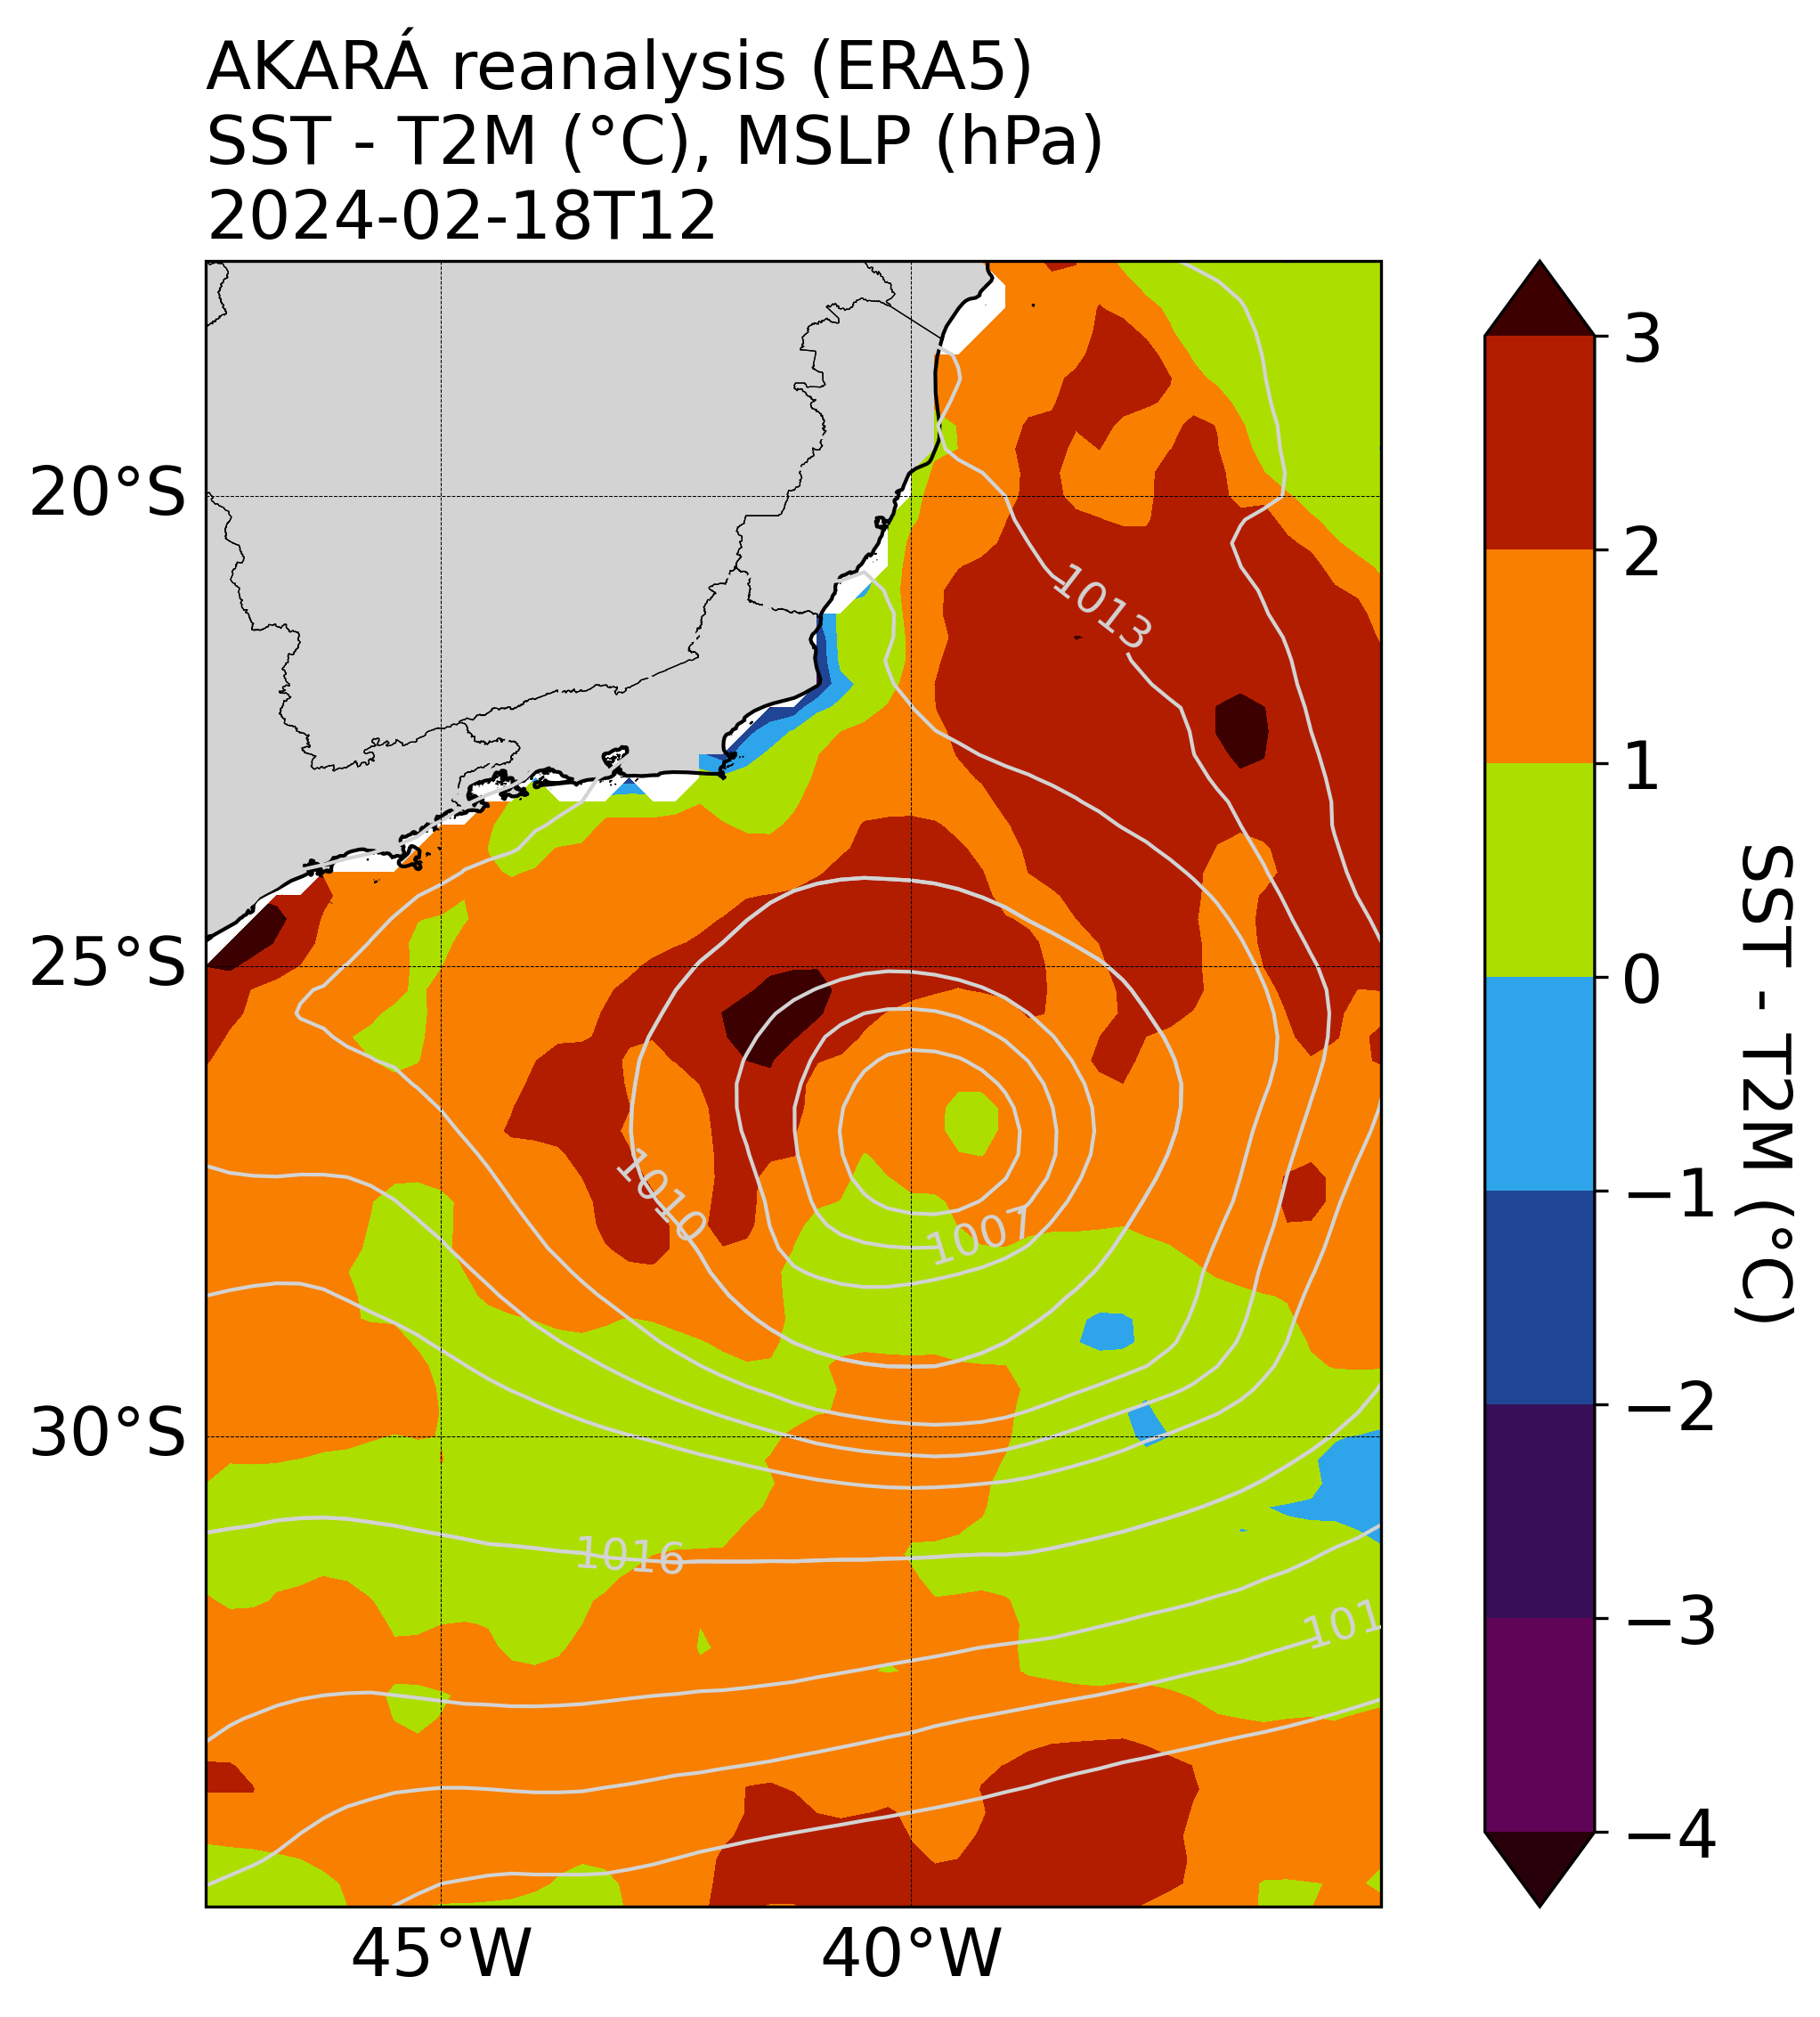 AKARÁ reanalysis (ERA5)
SST - T2M (°C), MSLP (hPa)
2024-02-18T12
20°S
25°S
30°S
45°W
40°W
1013
1010
1007
1016
101
3
2
1
0
−1
−2
−3
−4
SST - T2M (°C)